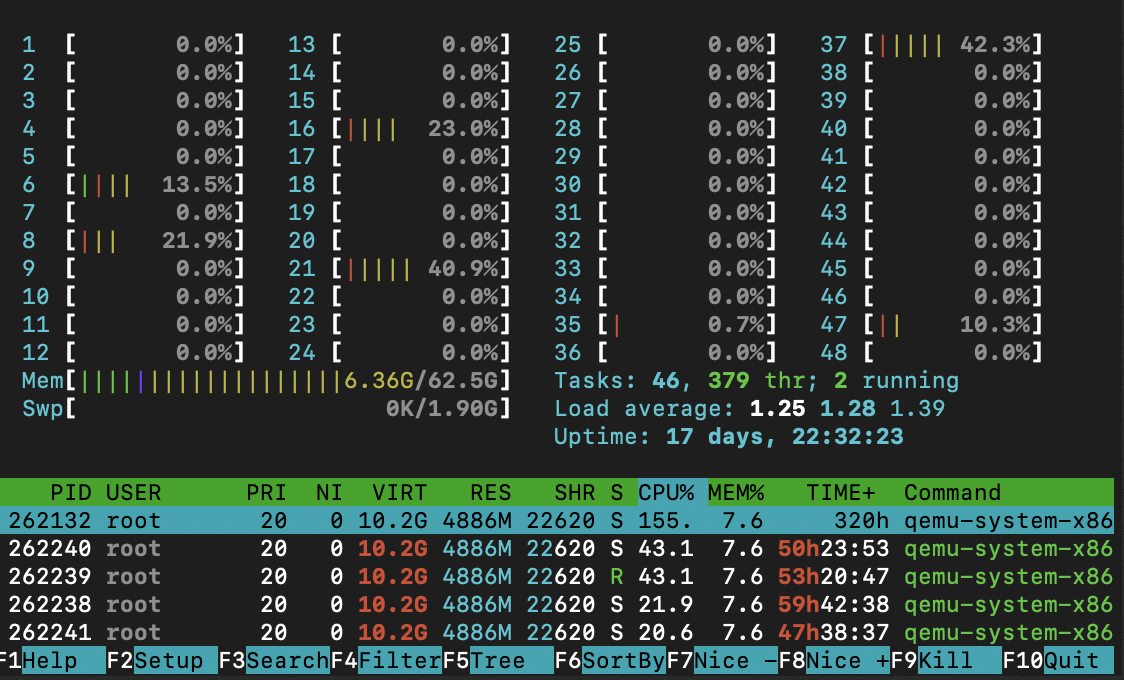 1 [ 0.0%] 13 [ 0.0%] 25 [ 0.0%] 37 [||||| 42.3%]
2 [ 0.0%] 14 [ 0.0%] 26 [ 0.0%] 38 [ 0.0%]
3 [ 0.0%] 15 [ 0.0%] 27 [ 0.0%] 39 [ 0.0%]
4 [ 0.0%] 16 [|||| 23.0%] 28 [ 0.0%] 40 [ 0.0%]
5 [ 0.0%] 17 [ 0.0%] 29 [ 0.0%] 41 [ 0.0%]
6 [|||| 13.5%] 18 [ 0.0%] 30 [ 0.0%] 42 [ 0.0%]
7 [ 0.0%] 19 [ 0.0%] 31 [ 0.0%] 43 [ 0.0%]
8 [||| 21.9%] 20 [ 0.0%] 32 [ 0.0%] 44 [ 0.0%]
9 [ 0.0%] 21 [||||| 40.9%] 33 [ 0.0%] 45 [ 0.0%]
10 [ 0.0%] 22 [ 0.0%] 34 [ 0.0%] 46 [ 0.0%]
11 [ 0.0%] 23 [ 0.0%] 35 [| 0.7%] 47 [|| 10.3%]
12 [ 0.0%] 24 [ 0.0%] 36 [ 0.0%] 48 [ 0.0%]
Mem[|||||||||||||||||||6.36G/62.5G] Tasks: 46, 379 thr; 2 running
Swp[ 0K/1.90G] Load average: 1.25 1.28 1.39
Uptime: 17 days, 22:32:23
PID USER PRI NI VIRT RES SHR S CPU% MEM% TIME+ Command
262132 root 20 0 10.2G 4886M 22620 S 155. 7.6 320h qemu-system-x86
262240 root 20 0 10.2G 4886M 22620 S 43.1 7.6 50h23:53 qemu-system-x86
262239 root 20 0 10.2G 4886M 22620 R 43.1 7.6 53h20:47 qemu-system-x86
262238 root 20 0 10.2G 4886M 22620 S 21.9 7.6 59h42:38 qemu-system-x86
262241 root 20 0 10.2G 4886M 22620 S 20.6 7.6 47h38:37 qemu-system-x86
F1Help F2Setup F3SearchF4FilterF5Tree F6SortByF7Nice -F8Nice +F9Kill F10Quit